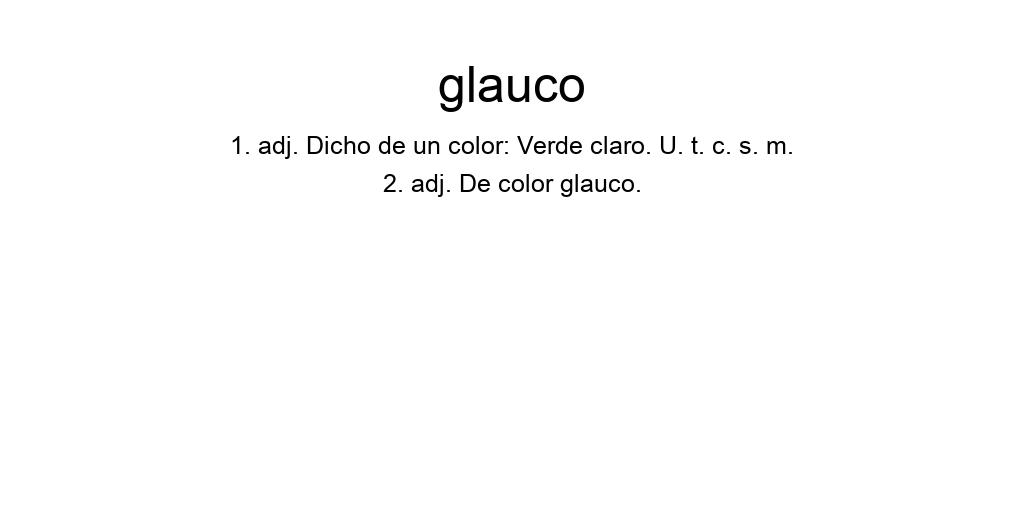 glauco
1. adj. Dicho de un color: Verde claro. U. t. c. s. m.
2. adj. De color glauco.